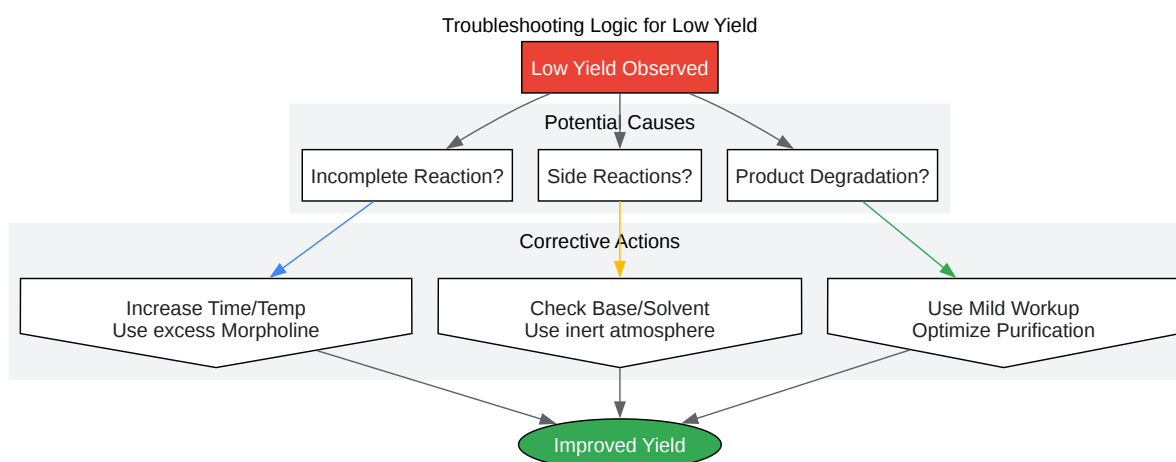 Troubleshooting Logic for Low Yield
Low Yield Observed
Potential Causes
Incomplete Reaction?
Side Reactions?
Product Degradation?
Corrective Actions
Increase Time/Temp
Use excess Morpholine
Check Base/Solvent
Use inert atmosphere
Use Mild Workup
Optimize Purification
Improved Yield